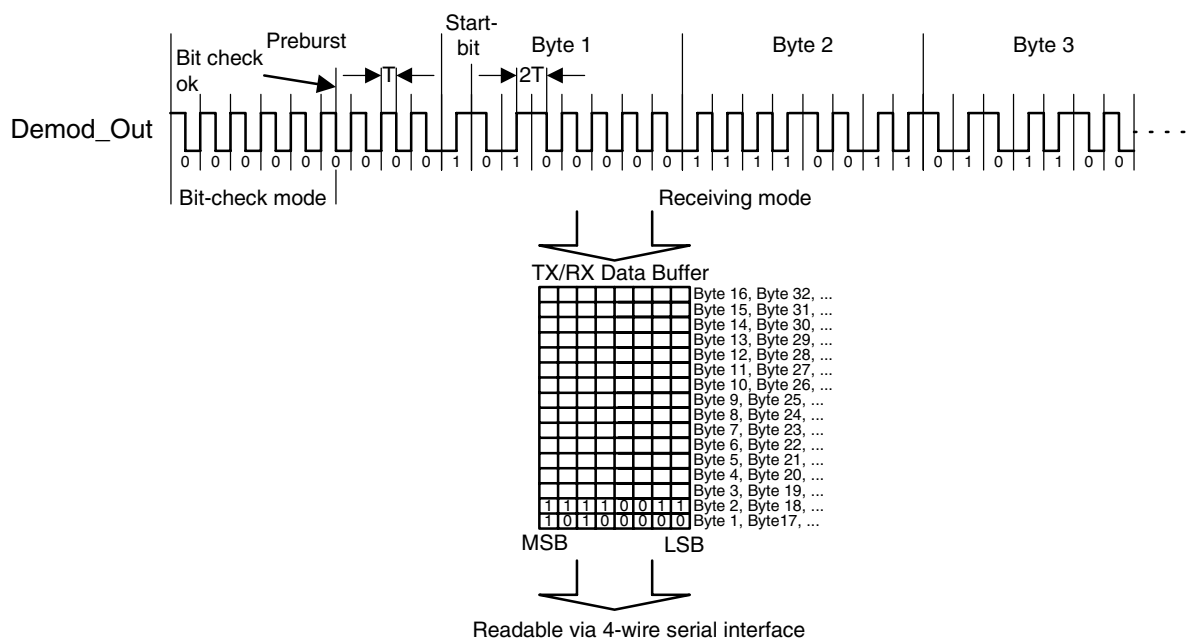 Start-
bit
Preburst
Byte 1
Byte 2
Byte 3
Bit check
ok
T
2T
Demod_Out
0 0 0 0 0 0 0 0 0 1 0 1 0 0 0 0 0 1 1 1 1 0 0 1 1 0 1 0 1 1 0 0
Bit-check mode
Receiving mode
TX/RX Data Buffer
Byte 16, Byte 32, ...
Byte 15, Byte 31, ...
Byte 14, Byte 30, ...
Byte 13, Byte 29, ...
Byte 12, Byte 28, ...
Byte 11, Byte 27, ...
Byte 10, Byte 26, ...
Byte 9, Byte 25, ...
Byte 8, Byte 24, ...
Byte 7, Byte 23, ...
Byte 6, Byte 22, ...
Byte 5, Byte 21, ...
Byte 4, Byte 20, ...
Byte 3, Byte 19, ...
1 1 1 1 0 0 1 1 Byte 2, Byte 18, ...
1 0 1 0 0 0 0 0 Byte 1, Byte17, ...
MSB LSB
Readable via 4-wire serial interface